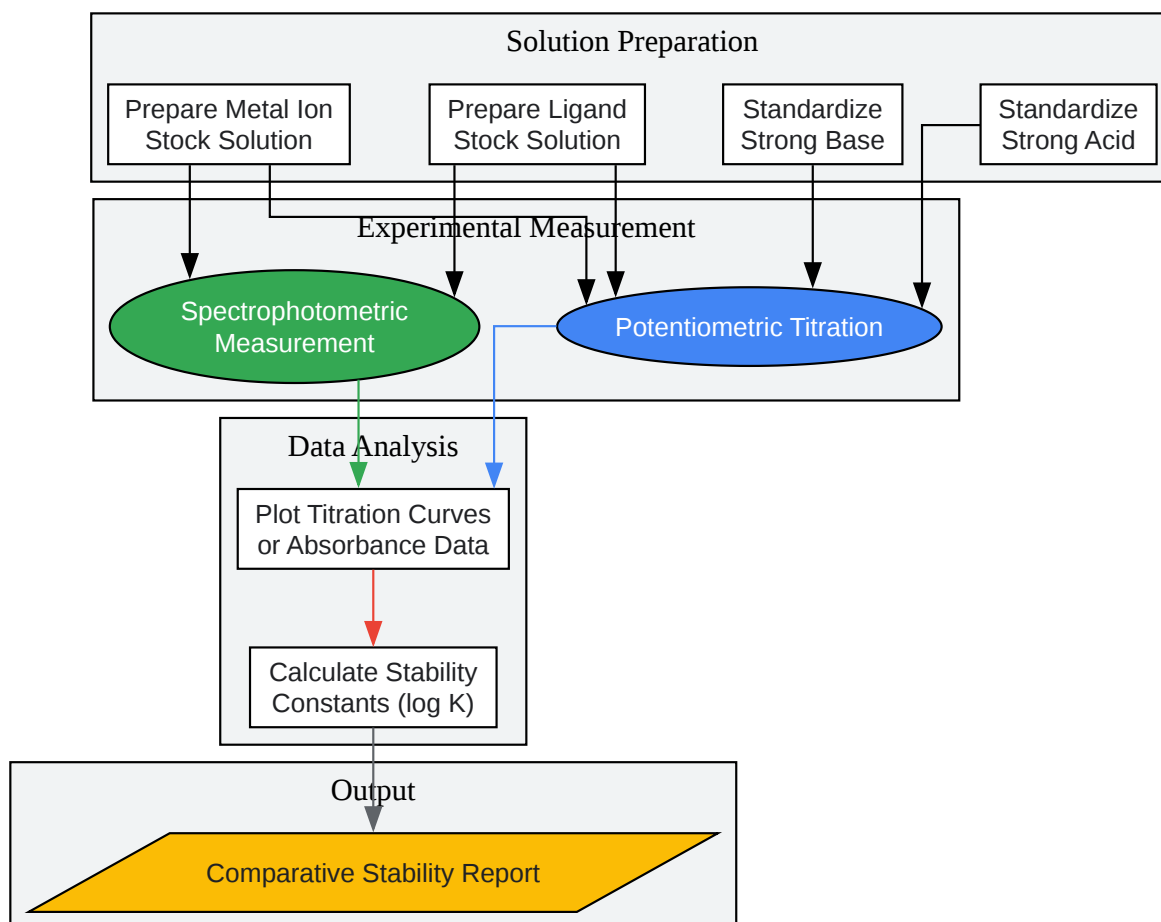 Solution Preparation
Prepare Metal Ion
Stock Solution
Prepare Ligand
Stock Solution
Standardize
Strong Base
Standardize
Strong Acid
Experimental Measurement
Spectrophotometric
Measurement
Potentiometric Titration
Data Analysis
Plot Titration Curves
or Absorbance Data
Calculate Stability
Constants (log K)
Output
Comparative Stability Report